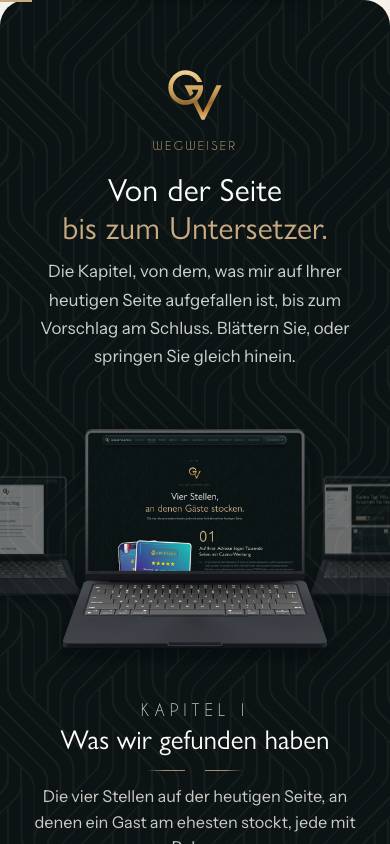 GV
WEGWEISER
Von der Seite
bis zum Untersetzer.
Die Kapitel, von dem, was mir auf Ihrer
heutigen Seite aufgefallen ist, bis zum
Vorschlag am Schluss. Blättern Sie, oder
springen Sie gleich hinein.
GV
Vier Stellen,
an denen Gäste stocken.
01
KAPITEL I
Was wir gefunden haben
Die vier Stellen auf der heutigen Seite, an
denen ein Gast am ehesten stockt, jede mit